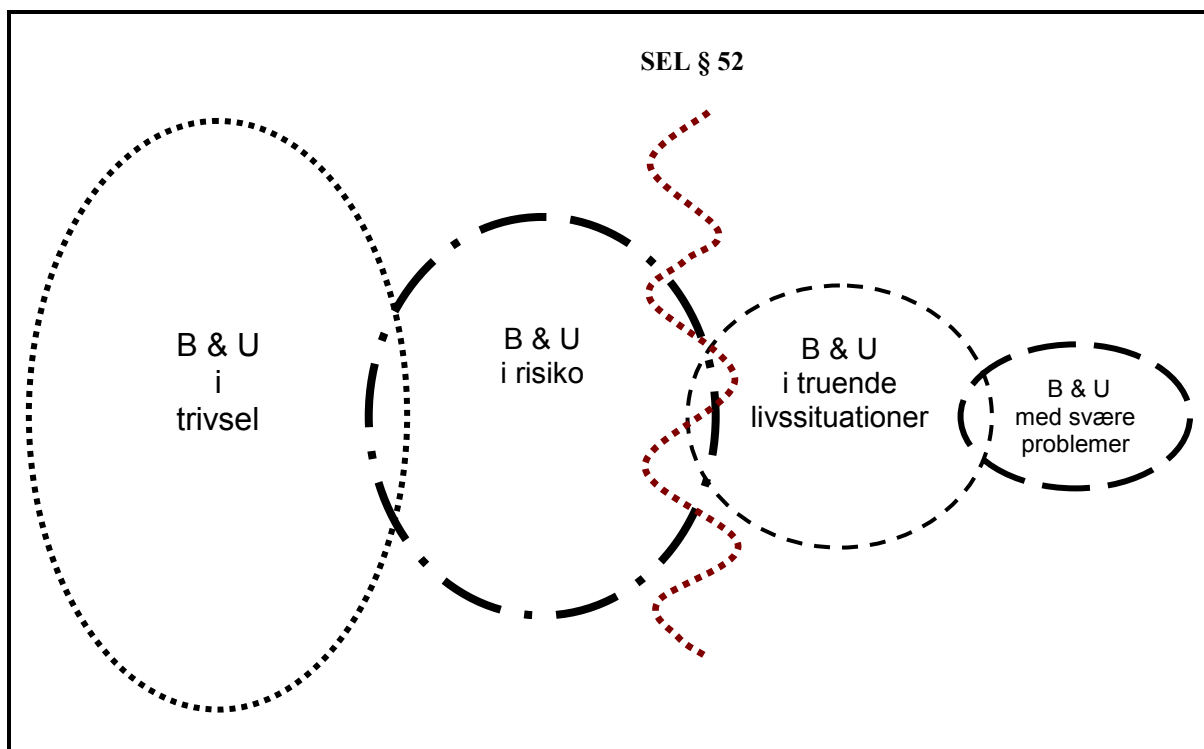 SEL § 52
B & U
i
trivsel
B & U
i risiko
B & U
i truende
livssituationer
B & U
med svære
problemer